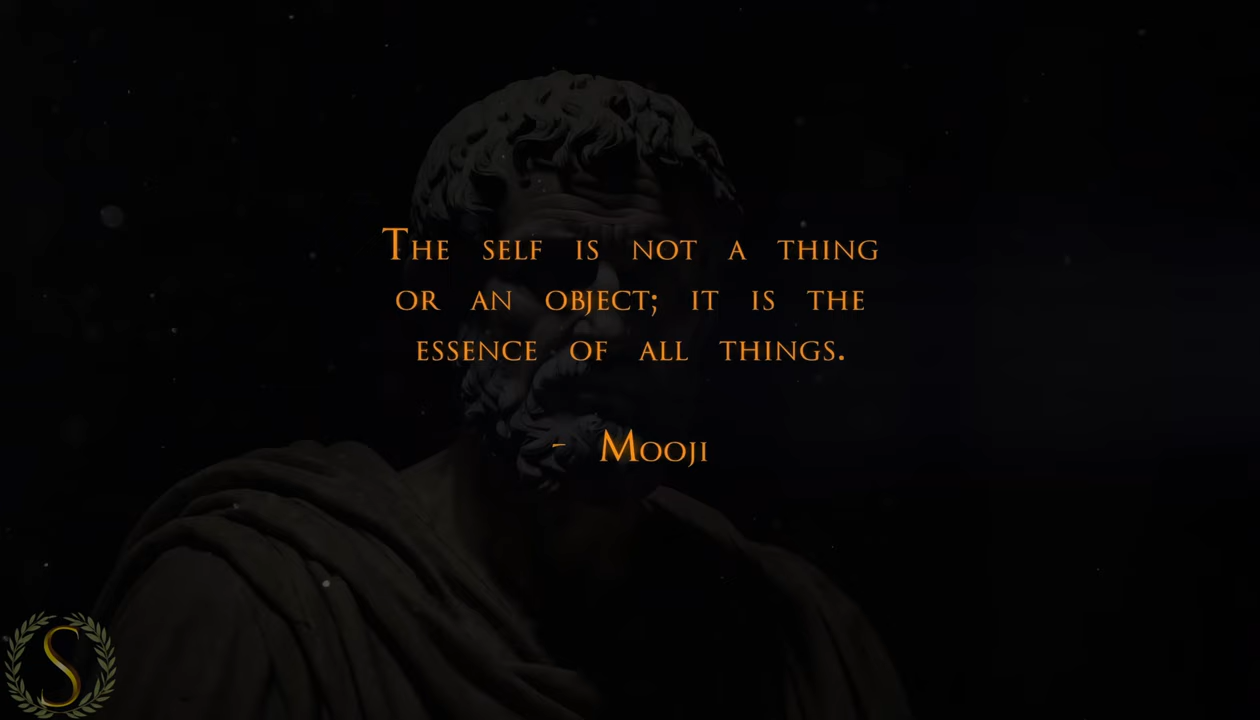 The self is not a thing
or an object; it is the
essence of all things.
- Mooji
S